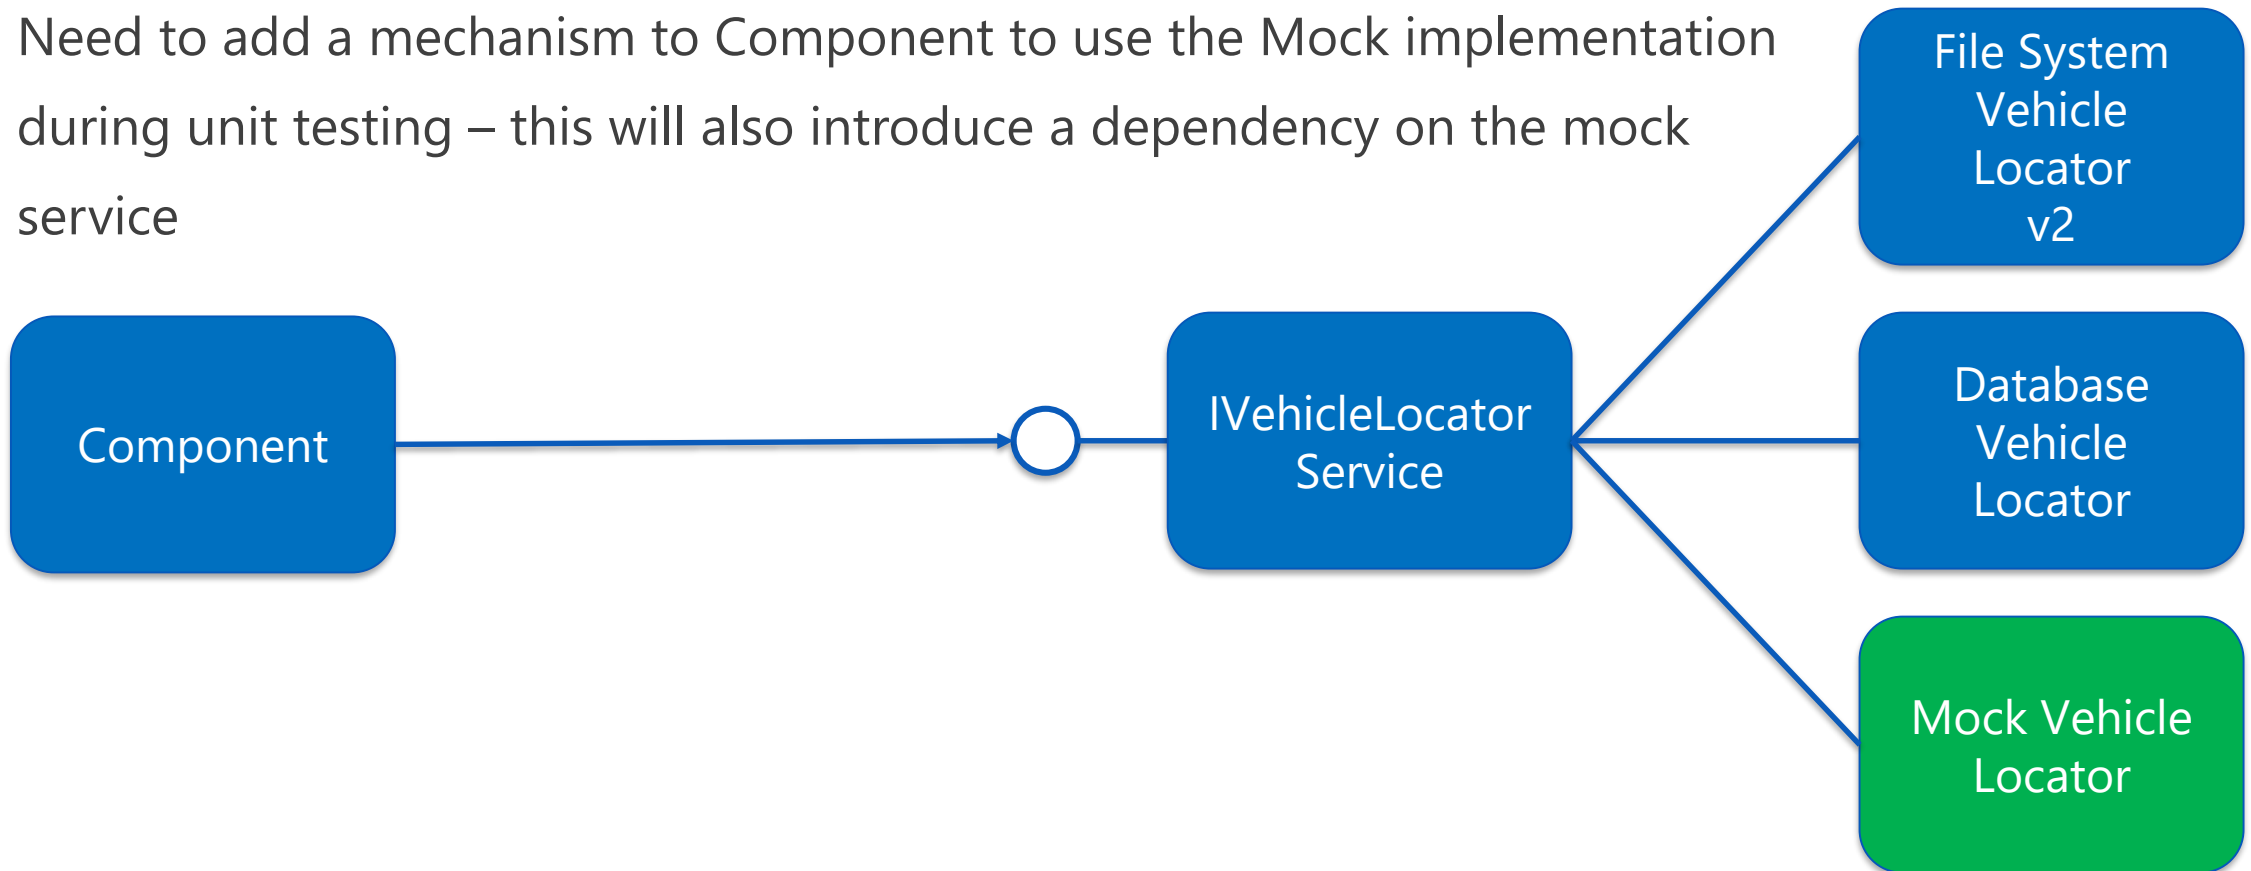 Need to add a mechanism to Component to use the Mock implementation
during unit testing – this will also introduce a dependency on the mock
service
File System
Vehicle
Locator
v2
Component
IVehicleLocator
Service
Database
Vehicle
Locator
Mock Vehicle
Locator